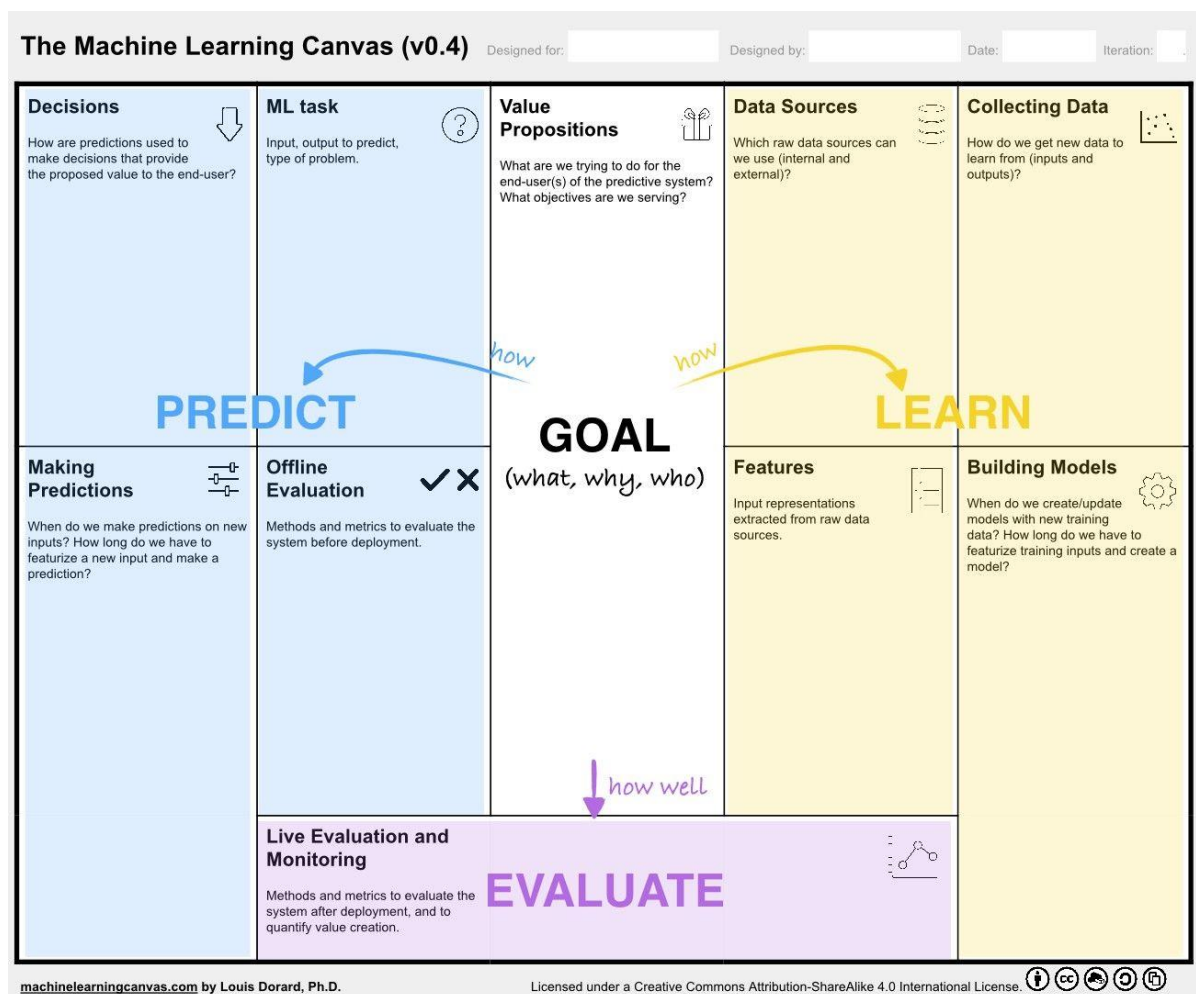 The Machine Learning Canvas (v0.4)
Designed for:
Designed by:
Date:
Iteration:
.
Decisions
How are predictions used to
make decisions that provide
the proposed value to the end-user?
ML task
Input, output to predict,
type of problem.
Value
Propositions
What are we trying to do for the
end-user(s) of the predictive system?
What objectives are we serving?
Data Sources
Which raw data sources can
we use (internal and
external)?
Collecting Data
How do we get new data to
learn from (inputs and
outputs)?
how
how
PREDICT
GOAL
(what, why, who)
LEARN
Making
Predictions
When do we make predictions on new
inputs? How long do we have to
featurize a new input and make a
prediction?
Offline
Evaluation
Methods and metrics to evaluate the
system before deployment.
Features
Input representations
extracted from raw data
sources.
Building Models
When do we create/update
models with new training
data? How long do we have to
featurize training inputs and create a
model?
how well
Live Evaluation and
Monitoring
Methods and metrics to evaluate the
system after deployment, and to
quantify value creation.
EVALUATE
machinelearningcanvas.com by Louis Dorard, Ph.D.
Licensed under a Creative Commons Attribution-ShareAlike 4.0 International License.
cc